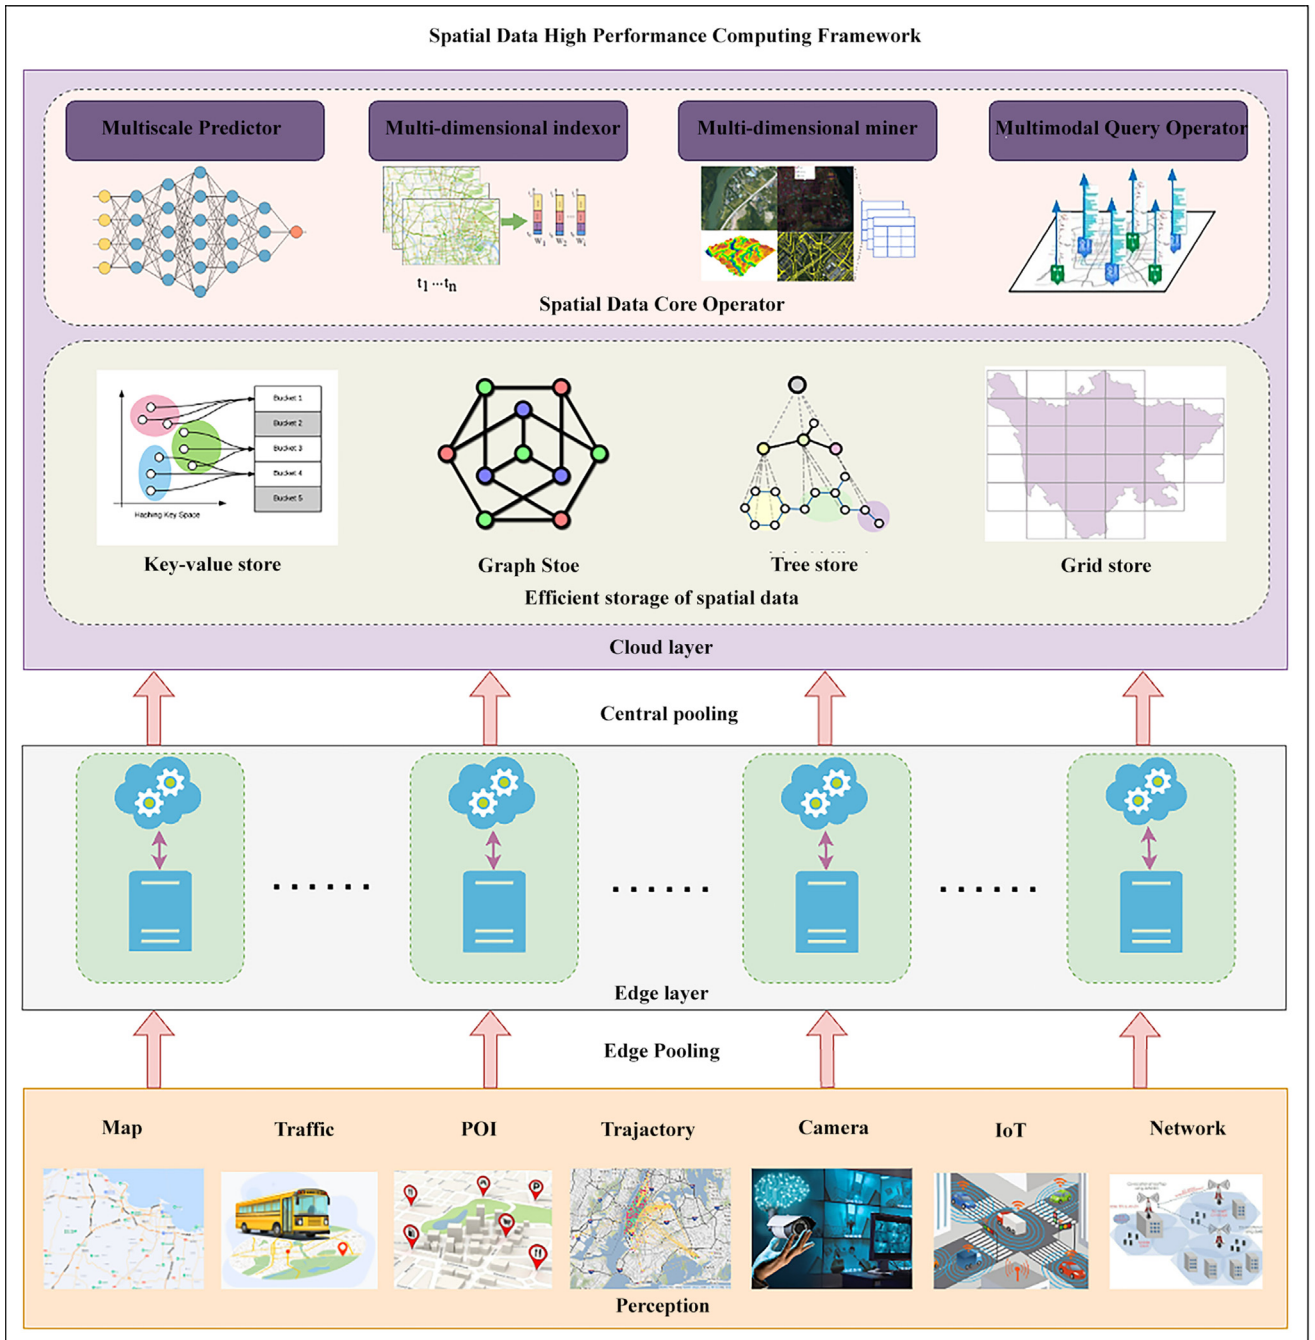 Spatial Data High Performance Computing Framework
Multiscale Predictor
Multi-dimensional indexor
Multi-dimensional miner
Multimodal Query Operator
W1 W2 Wi
t1 ...tn
Spatial Data Core Operator
Bucket 1
Bucket 2
Bucket 3
Bucket 4
Bucket 5
Hashing Key Space
Key-value store
Graph Stoe
Tree store
Grid store
Efficient storage of spatial data
Cloud layer
Central pooling
Edge layer
Edge Pooling
Map
Traffic
POI
Trajactory
Camera
IoT
Network
P
Perception